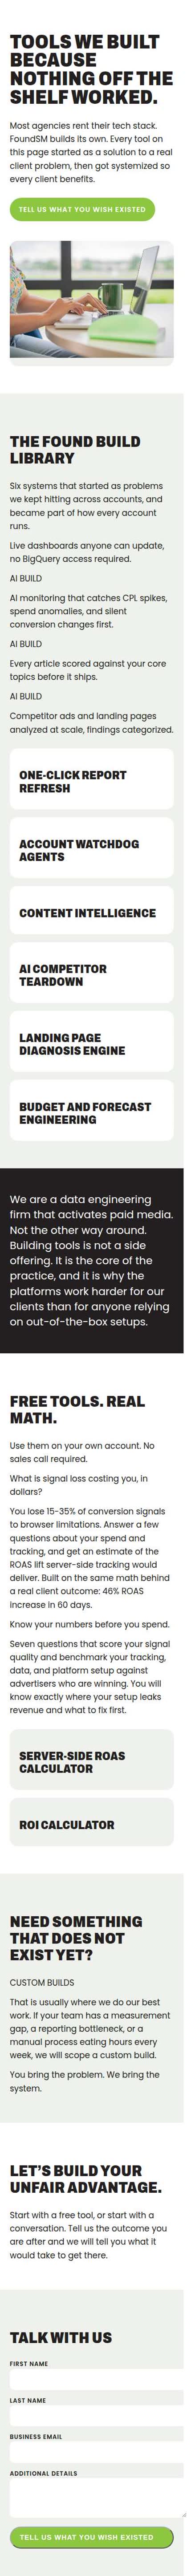 TOOLS WE BUILT
BECAUSE
NOTHING OFF THE
SHELF WORKED.
Most agencies rent their tech stack.
FoundSM builds its own. Every tool on
this page started as a solution to a real
client problem, then got systemized so
every client benefits.
TELL US WHAT YOU WISH EXISTED
THE FOUND BUILD
LIBRARY
Six systems that started as problems
we kept hitting across accounts, and
became part of how every account
runs.
Live dashboards anyone can update,
no BigQuery access required.
AI BUILD
AI monitoring that catches CPL spikes,
spend anomalies, and silent
conversion changes first.
AI BUILD
Every article scored against your core
topics before it ships.
AI BUILD
Competitor ads and landing pages
analyzed at scale, findings categorized.
ONE-CLICK REPORT
REFRESH
ACCOUNT WATCHDOG
AGENTS
CONTENT INTELLIGENCE
AI COMPETITOR
TEARDOWN
LANDING PAGE
DIAGNOSIS ENGINE
BUDGET AND FORECAST
ENGINEERING
We are a data engineering
firm that activates paid media.
Not the other way around.
Building tools is not a side
offering. It is the core of the
practice, and it is why the
platforms work harder for our
clients than for anyone relying
on out-of-the-box setups.
FREE TOOLS. REAL
MATH.
Use them on your own account. No
sales call required.
What is signal loss costing you, in
dollars?
You lose 15-35% of conversion signals
to browser limitations. Answer a few
questions about your spend and
tracking, and get an estimate of the
ROAS lift server-side tracking would
deliver. Built on the same math behind
a real client outcome: 46% ROAS
increase in 60 days.
Know your numbers before you spend.
Seven questions that score your signal
quality and benchmark your tracking,
data, and platform setup against
advertisers who are winning. You will
know exactly where your setup leaks
revenue and what to fix first.
SERVER-SIDE ROAS
CALCULATOR
ROI CALCULATOR
NEED SOMETHING
THAT DOES NOT
EXIST YET?
CUSTOM BUILDS
That is usually where we do our best
work. If your team has a measurement
gap, a reporting bottleneck, or a
manual process eating hours every
week, we will scope a custom build.
You bring the problem. We bring the
system.
LET'S BUILD YOUR
UNFAIR ADVANTAGE.
Start with a free tool, or start with a
conversation. Tell us the outcome you
are after and we will tell you what it
would take to get there.
TALK WITH US
FIRST NAME
LAST NAME
BUSINESS EMAIL
ADDITIONAL DETAILS
TELL US WHAT YOU WISH EXISTED